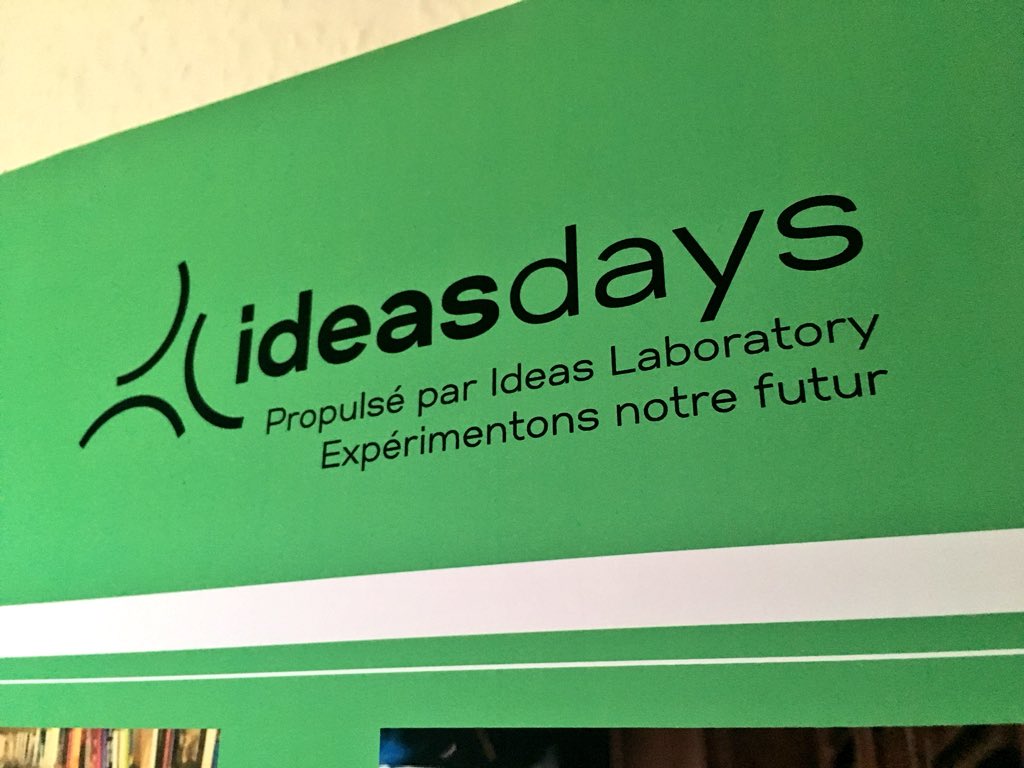 ideasdays
Propulsé par Ideas Laboratory
Expérimentons notre futur